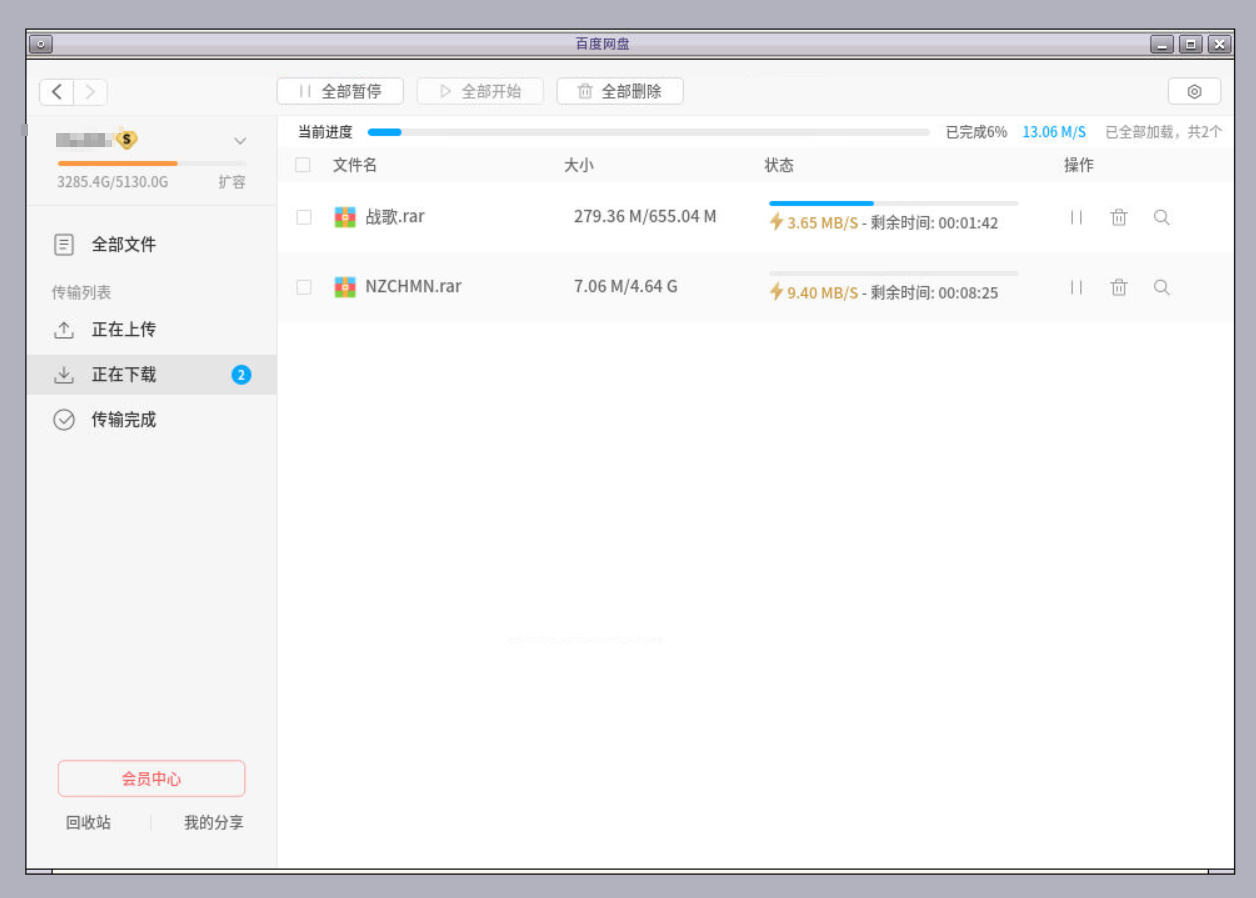 百度网盘
全部暂停 全部开始 全部删除
S
当前进度 已完成6% 13.06 M/S 已全部加载，共2个
3285.4G/5130.0G 扩容
文件名 大小 状态 操作
战歌.rar 279.36 M/655.04 M 3.65 MB/S - 剩余时间: 00:01:42
全部文件
传输列表
NZCHMN.rar 7.06 M/4.64 G 9.40 MB/S - 剩余时间: 00:08:25
正在上传
正在下载 2
传输完成
会员中心
回收站 我的分享